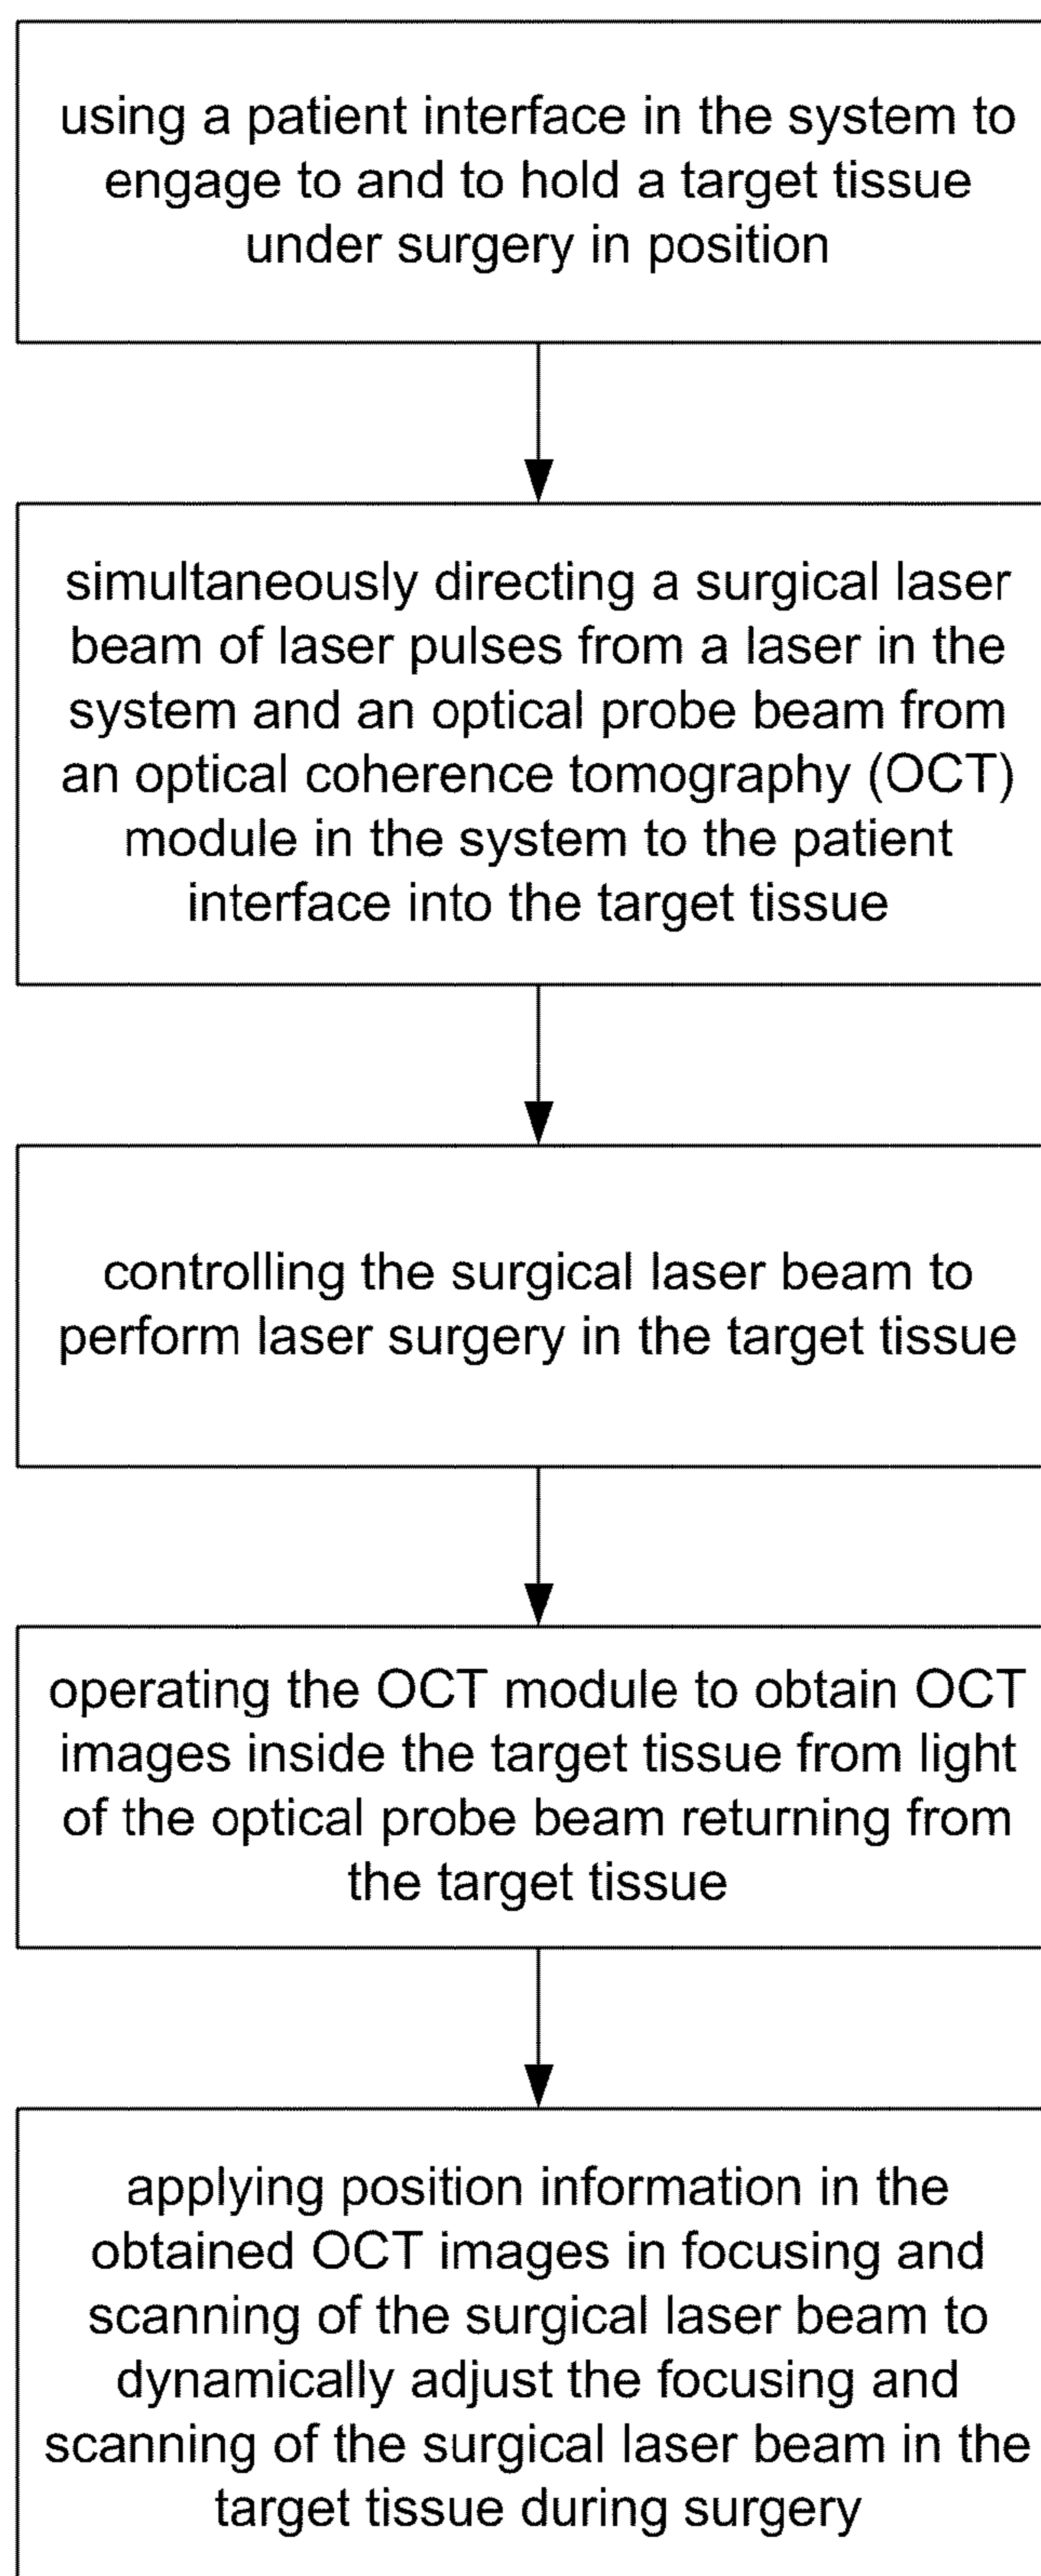 using a patient interface in the system to
engage to and to hold a target tissue
under surgery in position
simultaneously directing a surgical laser
beam of laser pulses from a laser in the
system and an optical probe beam from
an optical coherence tomography (OCT)
module in the system to the patient
interface into the target tissue
controlling the surgical laser beam to
perform laser surgery in the target tissue
operating the OCT module to obtain OCT
images inside the target tissue from light
of the optical probe beam returning from
the target tissue
applying position information in the
obtained OCT images in focusing and
scanning of the surgical laser beam to
dynamically adjust the focusing and
scanning of the surgical laser beam in the
target tissue during surgery